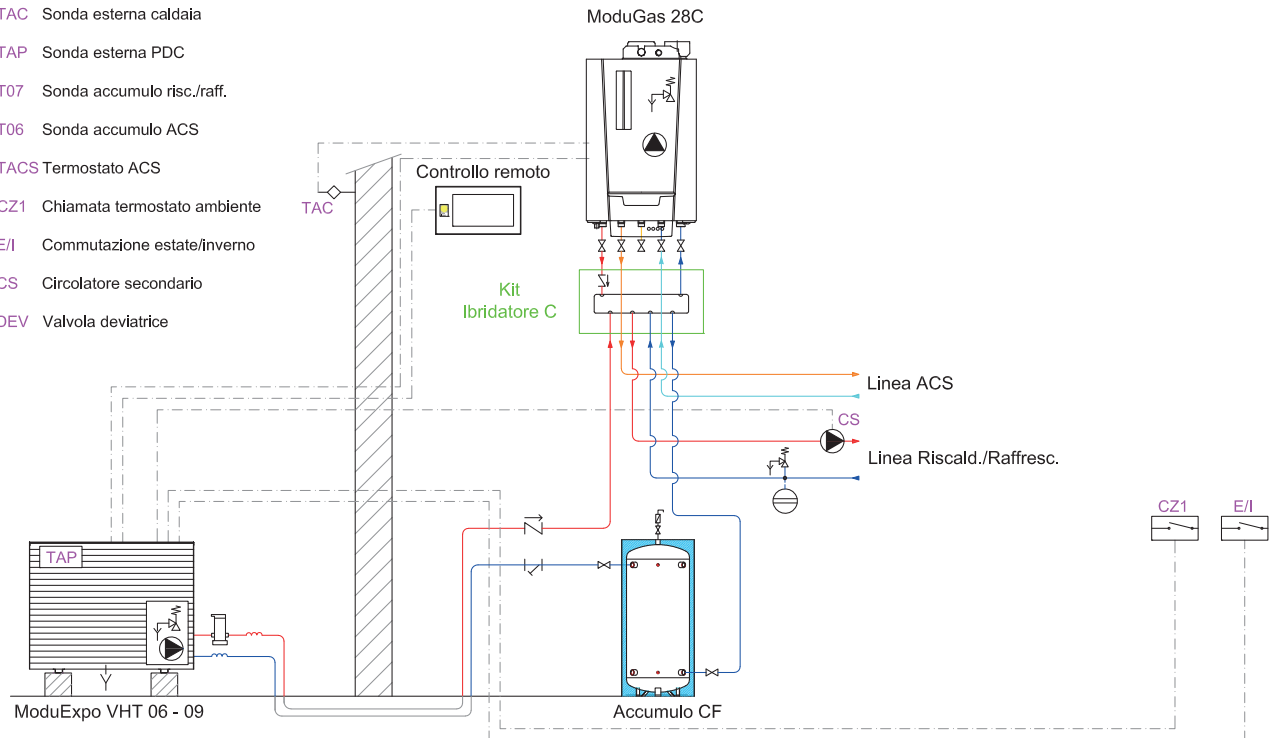 TAC Sonda esterna caldaia
TAP Sonda esterna PDC
T07 Sonda accumulo risc./raff.
T06 Sonda accumulo ACS
TACS Termostato ACS
CZ1 Chiamata termostato ambiente
E/I Commutazione estate/inverno
CS Circolatore secondario
DEV Valvola deviatrice
ModuGas 28C
Controllo remoto
TAC
Kit
Ibridatore C
Linea ACS
CS
Linea Riscald./Raffresc.
CZ1
E/I
TAP
ModuExpo VHT 06 - 09
Accumulo CF